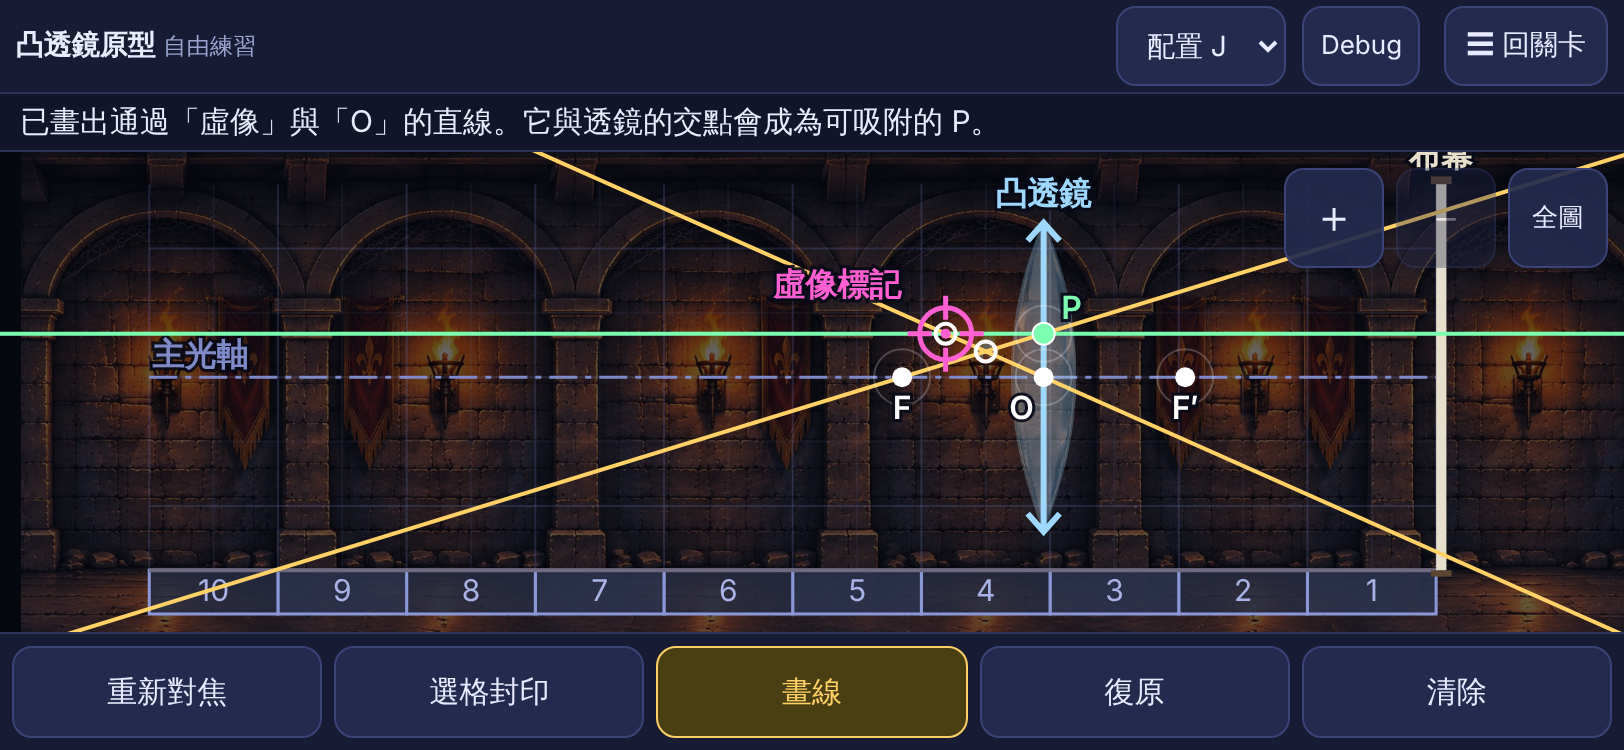 凸透鏡原型 自由練習
配置 J
Debug
☰ 回關卡
已畫出通過「虛像」與「O」的直線。它與透鏡的交點會成為可吸附的 P。
布幕
凸透鏡
+
−
全圖
虛像標記
P
主光軸
F
O
F′
10 9 8 7 6 5 4 3 2 1
重新對焦
選格封印
畫線
復原
清除